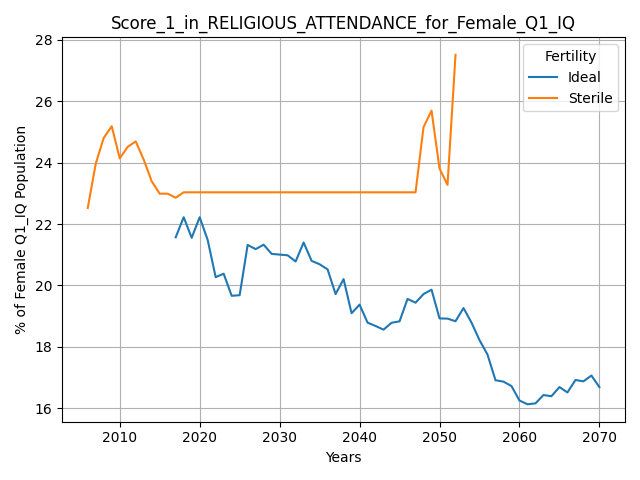 Score_1_in_RELIGIOUS_ATTENDANCE_for_Female_Q1_IQ
28
26
24
22
20
18
16
% of Female Q1_IQ Population
Fertility
Ideal
Sterile
2010 2020 2030 2040 2050 2060 2070
Years